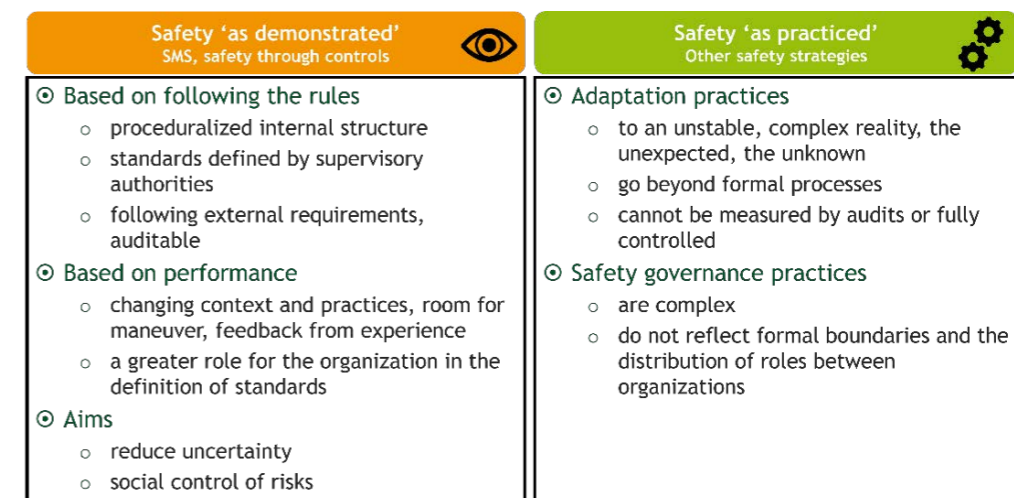 Safety ‘as demonstrated’
SMS, safety through controls
⊙ Based on following the rules
○ proceduralized internal structure
○ standards defined by supervisory
authorities
○ following external requirements,
auditable
⊙ Based on performance
○ changing context and practices, room for
maneuver, feedback from experience
○ a greater role for the organization in the
definition of standards
⊙ Aims
○ reduce uncertainty
○ social control of risks
Safety ‘as practiced’
Other safety strategies
⊙ Adaptation practices
○ to an unstable, complex reality, the
unexpected, the unknown
○ go beyond formal processes
○ cannot be measured by audits or fully
controlled
⊙ Safety governance practices
○ are complex
○ do not reflect formal boundaries and the
distribution of roles between
organizations